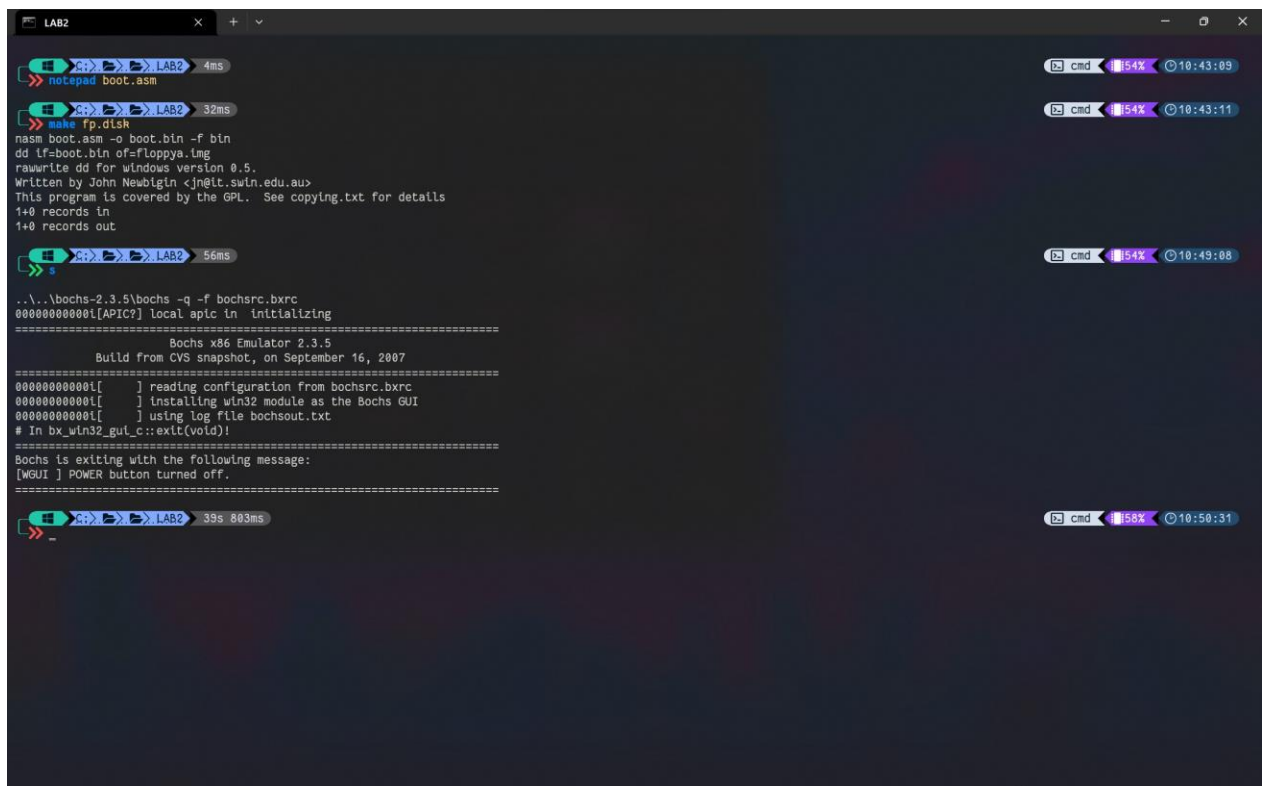 LAB2
C: LAB2 4ms cmd 54% 10:43:09
notepad boot.asm
C: LAB2 32ms cmd 54% 10:43:11
make fp.disk
nasm boot.asm -o boot.bin -f bin
dd if=boot.bin of=floppya.img
rawwrite dd for windows version 0.5.
Written by John Newbigin <jn@it.swin.edu.au>
This program is covered by the GPL.  See copying.txt for details
1+0 records in
1+0 records out
C: LAB2 56ms cmd 54% 10:49:08
s
..\..\bochs-2.3.5\bochs -q -f bochsrc.bxrc
00000000000i[APIC?] local apic in  initializing
========================================================================
Bochs x86 Emulator 2.3.5
Build from CVS snapshot, on September 16, 2007
========================================================================
00000000000i[     ] reading configuration from bochsrc.bxrc
00000000000i[     ] installing win32 module as the Bochs GUI
00000000000i[     ] using log file bochsout.txt
# In bx_win32_gui_c::exit(void)!
========================================================================
Bochs is exiting with the following message:
[WGUI ] POWER button turned off.
========================================================================
C: LAB2 39s 803ms cmd 58% 10:50:31
_